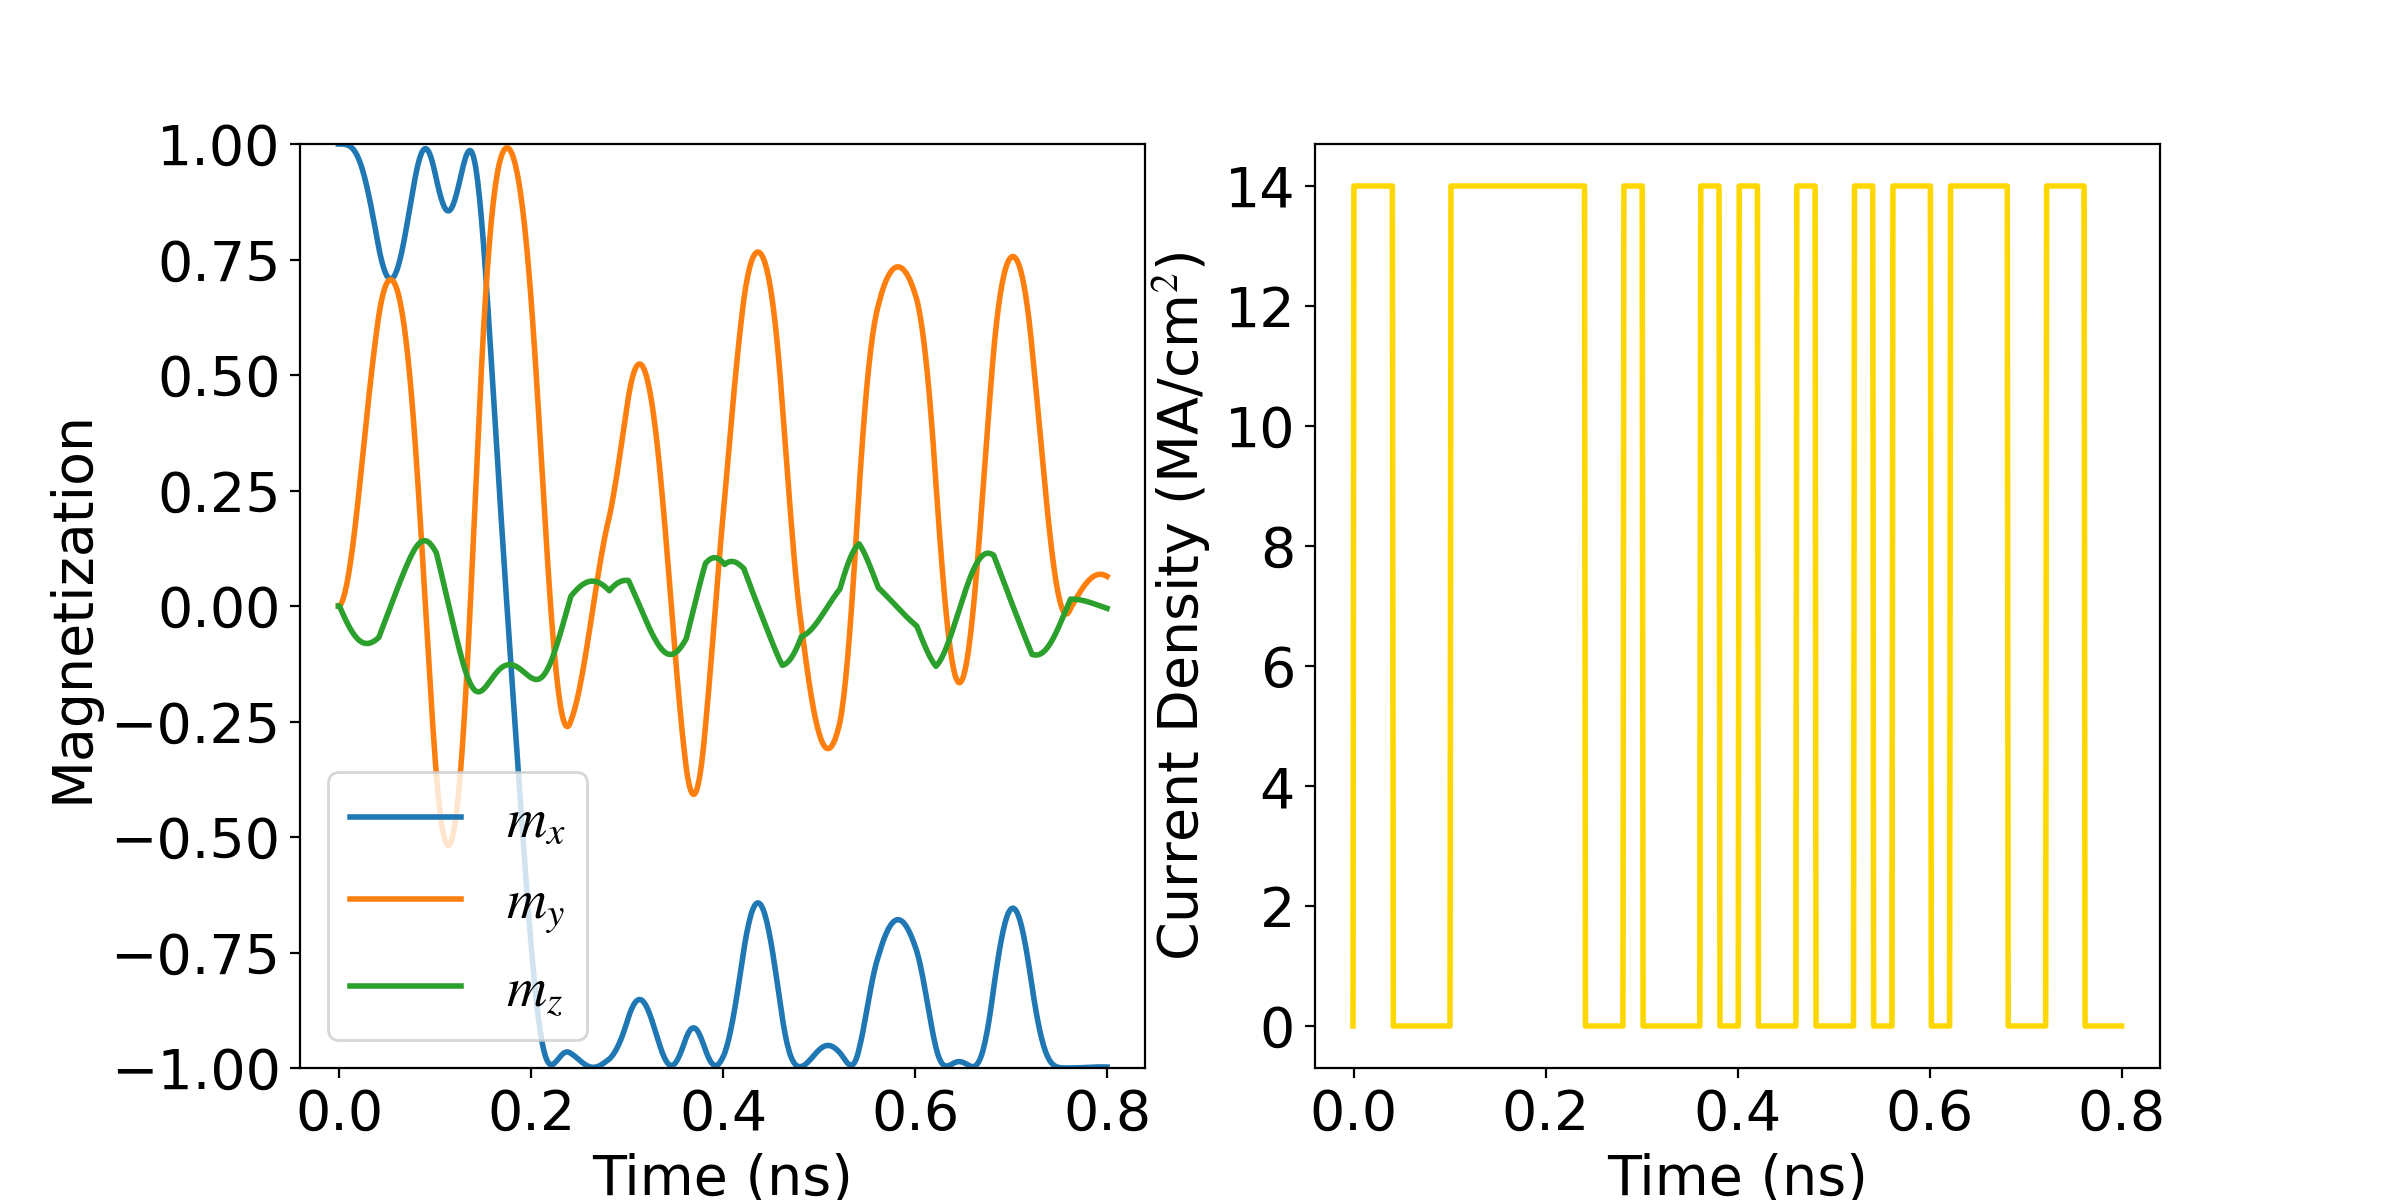 Magnetization
1.00
0.75
0.50
0.25
0.00
−0.25
−0.50
−0.75
−1.00
m_x
m_y
m_z
0.0 0.2 0.4 0.6 0.8
Time (ns)
Current Density (MA/cm²)
14
12
10
8
6
4
2
0
0.0 0.2 0.4 0.6 0.8
Time (ns)